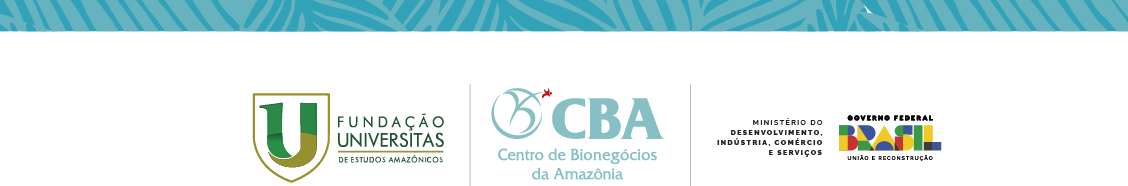 FUNDAÇÃO
UNIVERSITAS
DE ESTUDOS AMAZÔNICOS
CBA
Centro de Bionegócios
da Amazônia
MINISTÉRIO DO
DESENVOLVIMENTO,
INDÚSTRIA, COMÉRCIO
E SERVIÇOS
GOVERNO FEDERAL
BRASIL
UNIÃO E RECONSTRUÇÃO